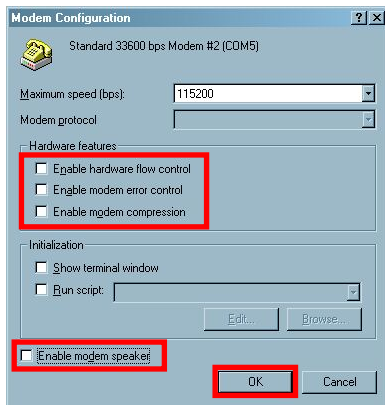 Modem Configuration
Standard 33600 bps Modem #2 (COM5)
Maximum speed (bps): 115200
Modem protocol
Hardware features
Enable hardware flow control
Enable modem error control
Enable modem compression
Initialization
Show terminal window
Run script:
Edit... Browse...
Enable modem speaker
OK Cancel